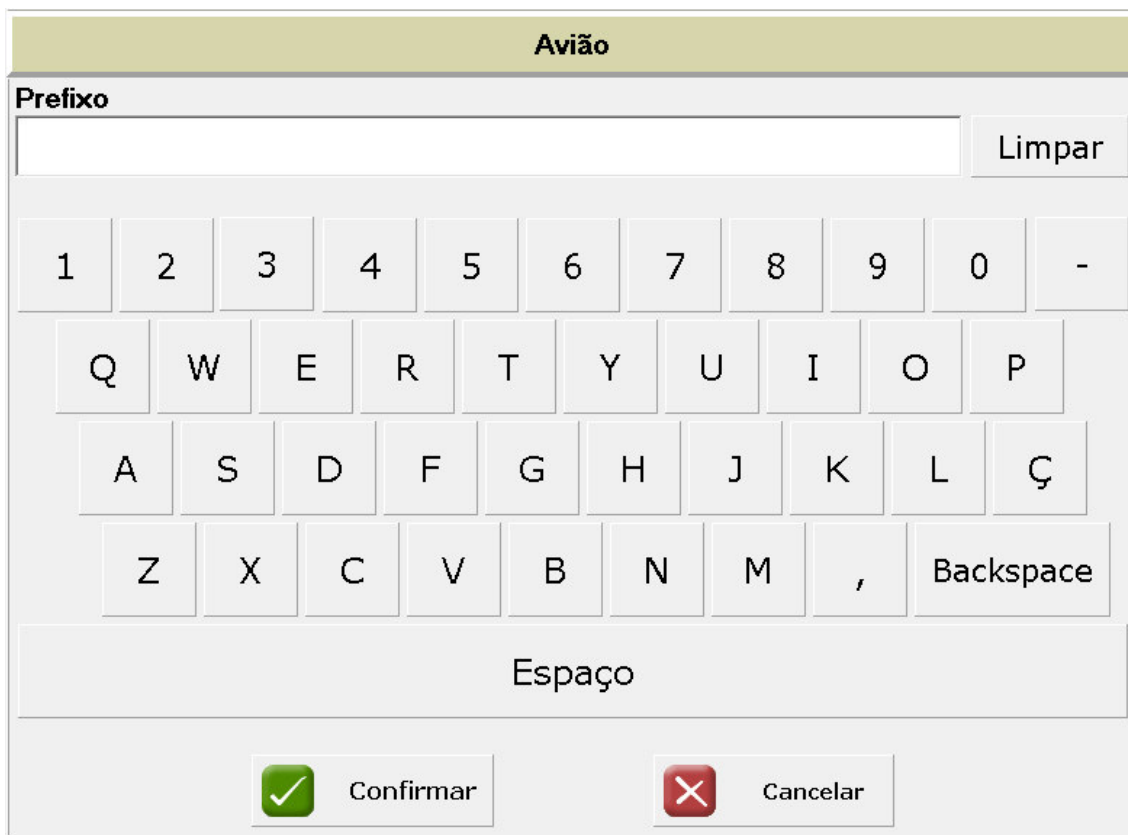 Avião
Prefixo
Limpar
1 2 3 4 5 6 7 8 9 0 -
Q W E R T Y U I O P
A S D F G H J K L Ç
Z X C V B N M , Backspace
Espaço
Confirmar Cancelar